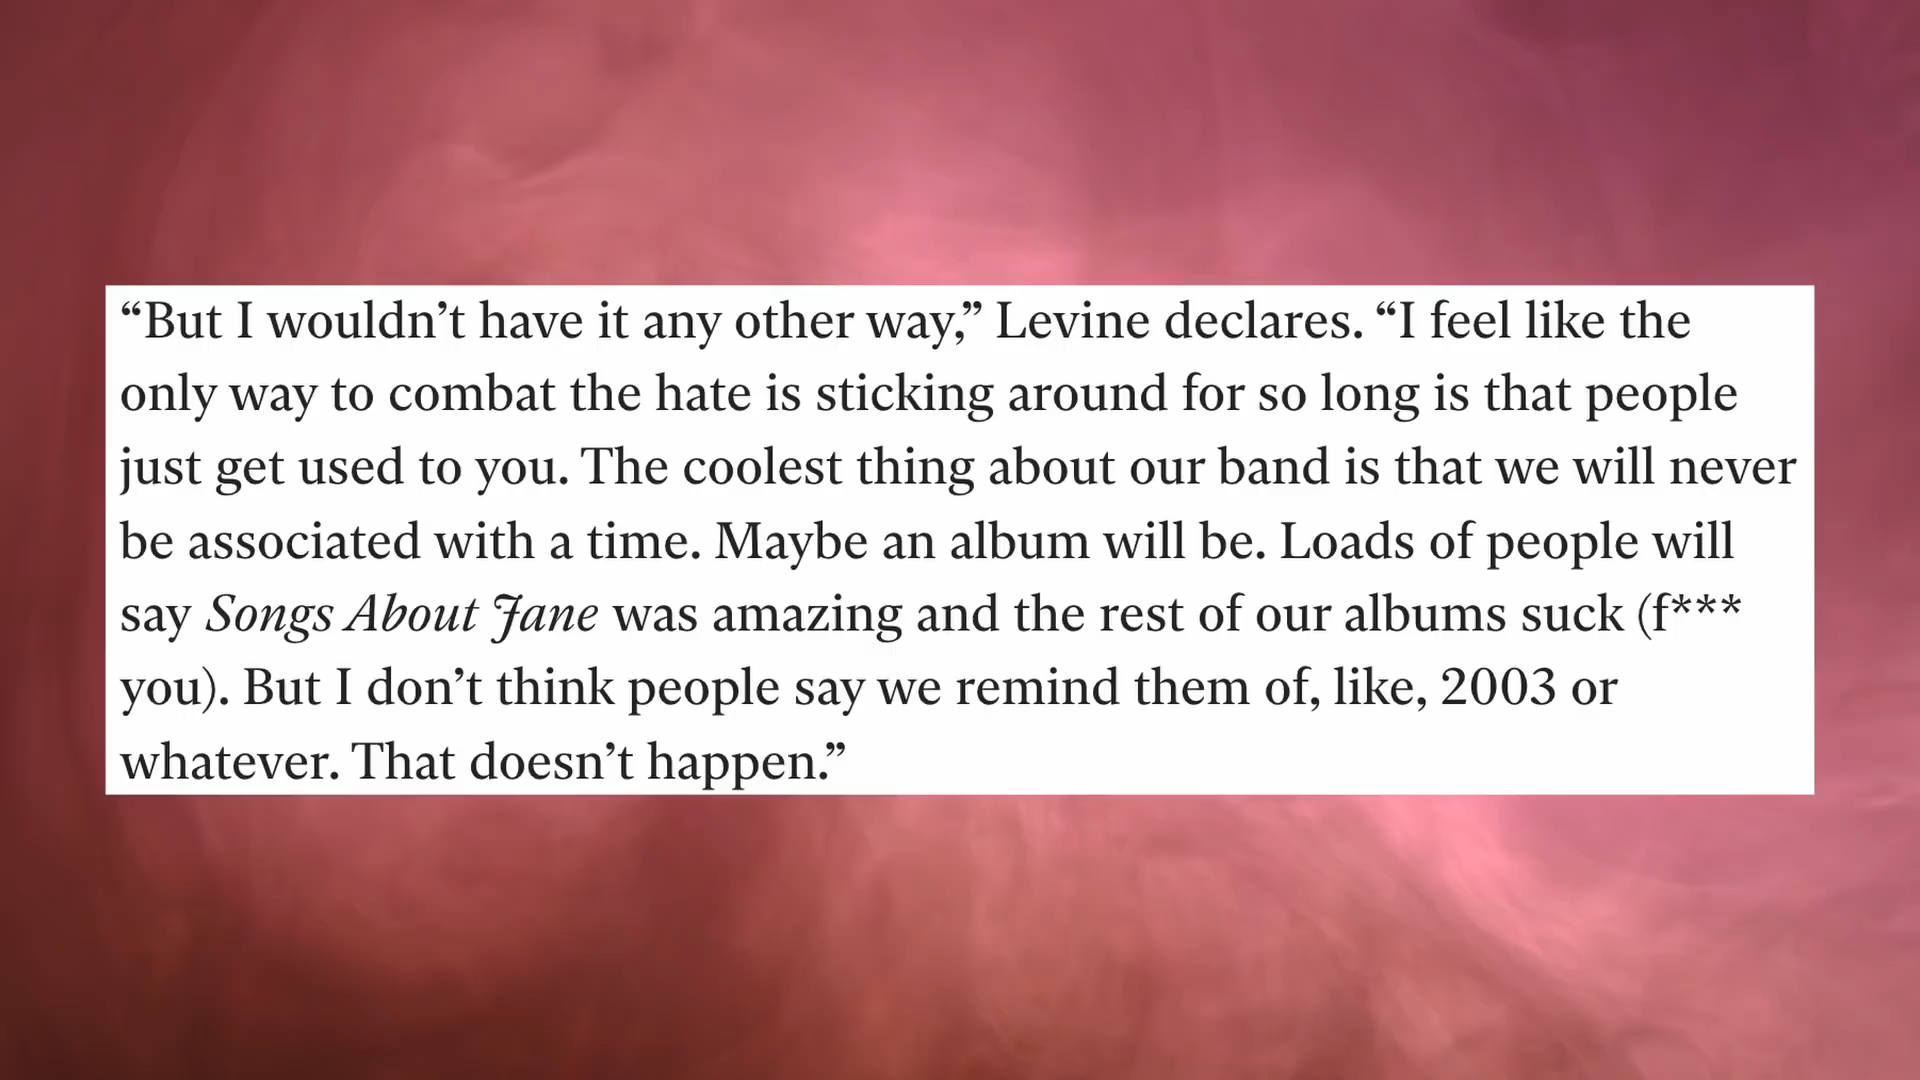 “But I wouldn’t have it any other way,” Levine declares. “I feel like the
only way to combat the hate is sticking around for so long is that people
just get used to you. The coolest thing about our band is that we will never
be associated with a time. Maybe an album will be. Loads of people will
say Songs About Jane was amazing and the rest of our albums suck (f***
you). But I don’t think people say we remind them of, like, 2003 or
whatever. That doesn’t happen.”